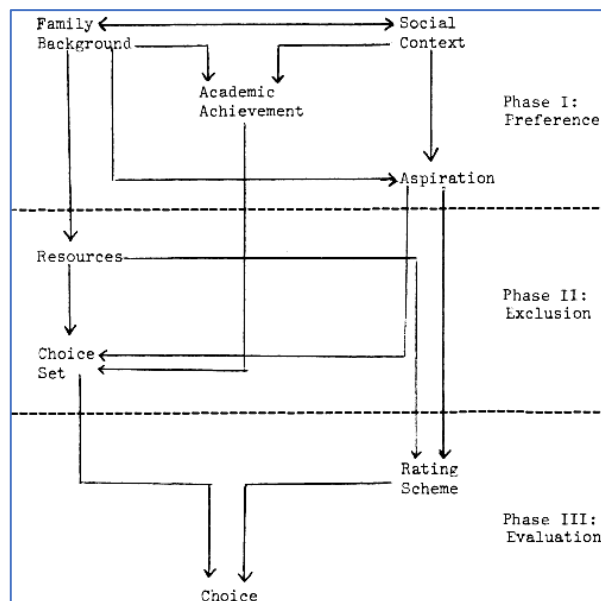 Family
Background
Social
Context
Academic
Achievement
Phase I:
Preference
Aspiration
Resources
Phase II:
Exclusion
Choice
Set
Rating
Scheme
Phase III:
Evaluation
Choice